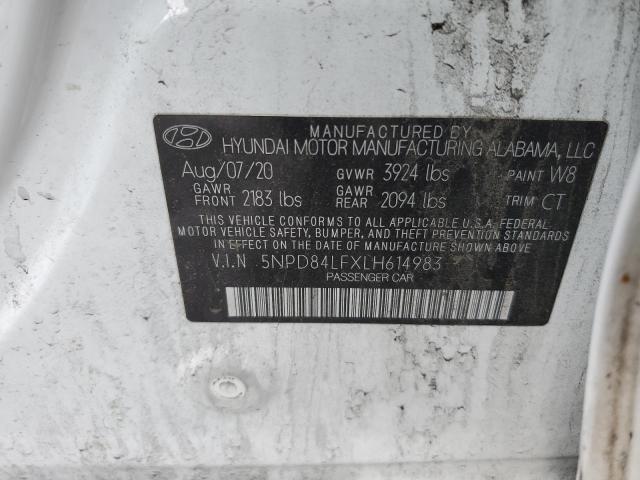 MANUFACTURED BY
HYUNDAI MOTOR MANUFACTURING ALABAMA, LLC
Aug/07/20 GVWR 3924 lbs PAINT W8
GAWR FRONT 2183 lbs GAWR REAR 2094 lbs TRIM CT
THIS VEHICLE CONFORMS TO ALL APPLICABLE U.S.A. FEDERAL
MOTOR VEHICLE SAFETY, BUMPER, AND THEFT PREVENTION STANDARDS
IN EFFECT ON THE DATE OF MANUFACTURE SHOWN ABOVE.
V.I.N 5NPD84LFXLH614983
PASSENGER CAR